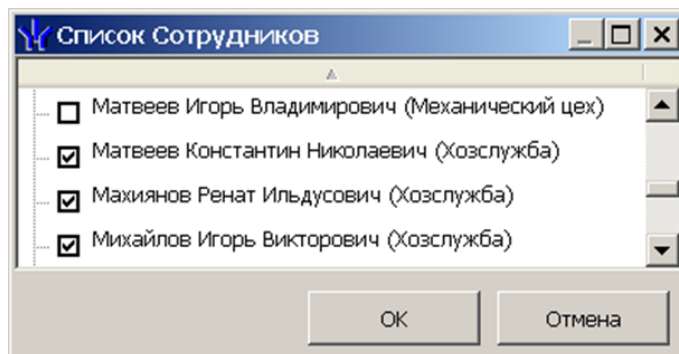 Список Сотрудников
Матвеев Игорь Владимирович (Механический цех)
Матвеев Константин Николаевич (Хозслужба)
Махиянов Ренат Ильдусович (Хозслужба)
Михайлов Игорь Викторович (Хозслужба)
OK
Отмена